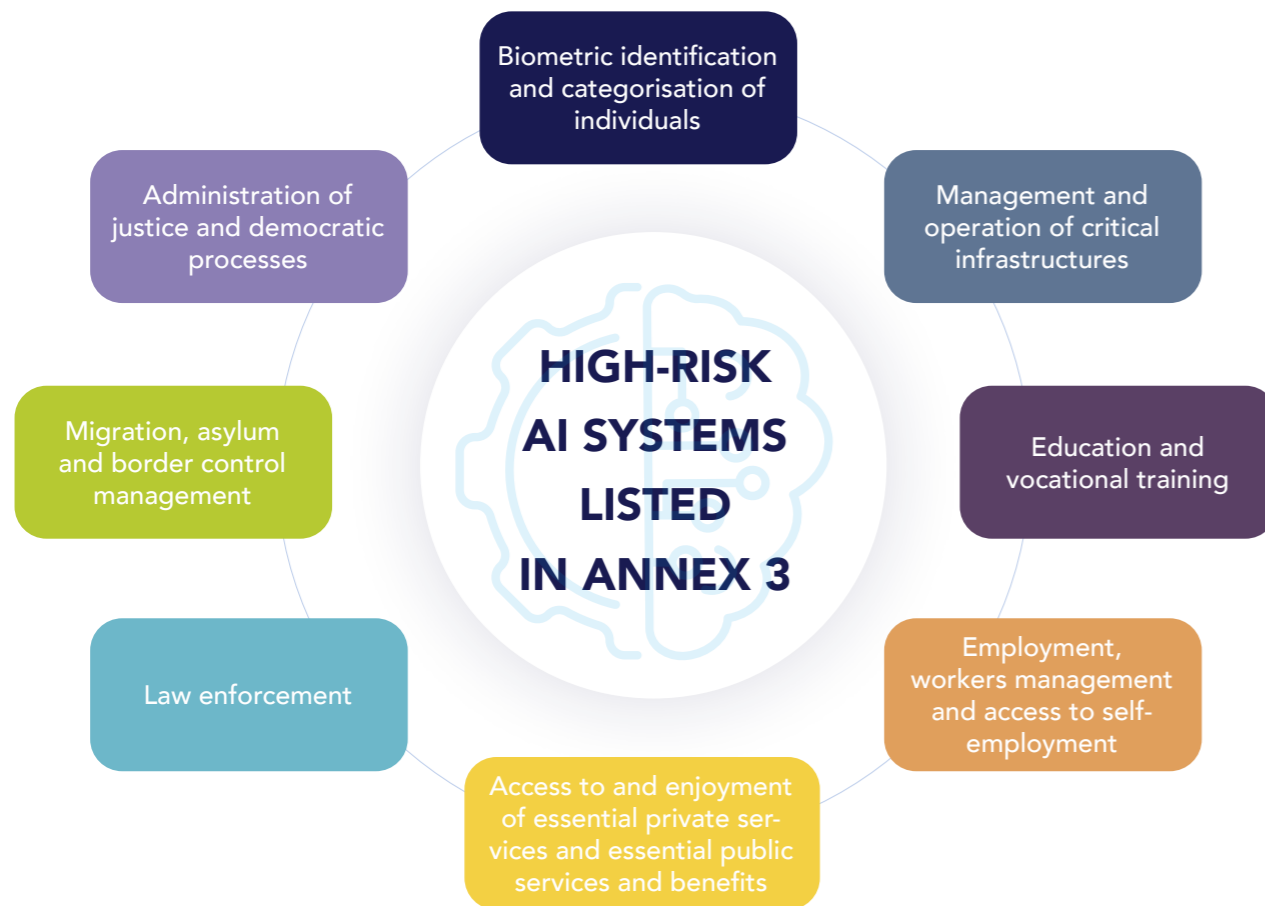 Biometric identification
and categorisation of
individuals
Management and
operation of critical
infrastructures
Education and
vocational training
Employment,
workers management
and access to self-
employment
Access to and enjoyment
of essential private ser-
vices and essential public
services and benefits
Law enforcement
Migration, asylum
and border control
management
Administration of
justice and democratic
processes
HIGH-RISK
AI SYSTEMS
LISTED
IN ANNEX 3